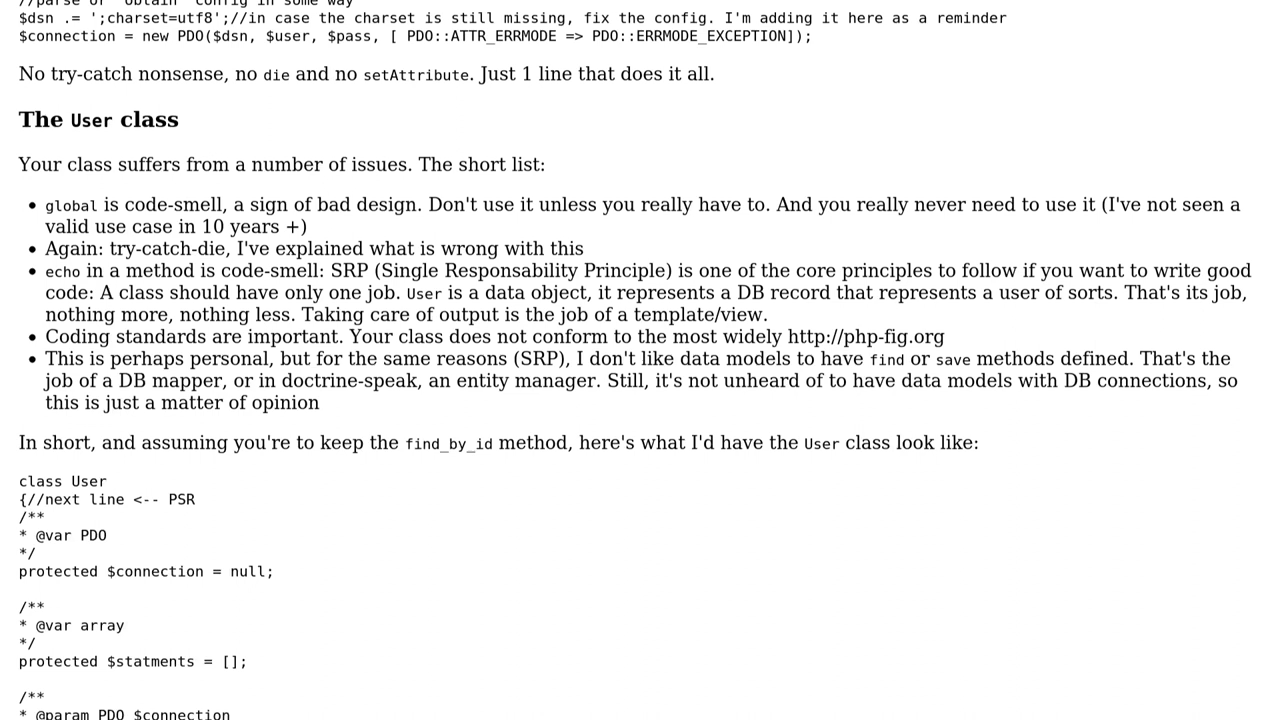 //parse or "obtain" config in some way
$dsn .= ';charset=utf8';//in case the charset is still missing, fix the config. I'm adding it here as a reminder
$connection = new PDO($dsn, $user, $pass, [ PDO::ATTR_ERRMODE => PDO::ERRMODE_EXCEPTION]);
No try-catch nonsense, no die and no setAttribute. Just 1 line that does it all.
The User class
Your class suffers from a number of issues. The short list:
• global is code-smell, a sign of bad design. Don't use it unless you really have to. And you really never need to use it (I've not seen a
valid use case in 10 years +)
• Again: try-catch-die, I've explained what is wrong with this
• echo in a method is code-smell: SRP (Single Responsability Principle) is one of the core principles to follow if you want to write good
code: A class should have only one job. User is a data object, it represents a DB record that represents a user of sorts. That's its job,
nothing more, nothing less. Taking care of output is the job of a template/view.
• Coding standards are important. Your class does not conform to the most widely http://php-fig.org
• This is perhaps personal, but for the same reasons (SRP), I don't like data models to have find or save methods defined. That's the
job of a DB mapper, or in doctrine-speak, an entity manager. Still, it's not unheard of to have data models with DB connections, so
this is just a matter of opinion
In short, and assuming you're to keep the find_by_id method, here's what I'd have the User class look like:
class User
{//next line <-- PSR
/**
* @var PDO
*/
protected $connection = null;
/**
* @var array
*/
protected $statments = [];
/**
* @param PDO $connection